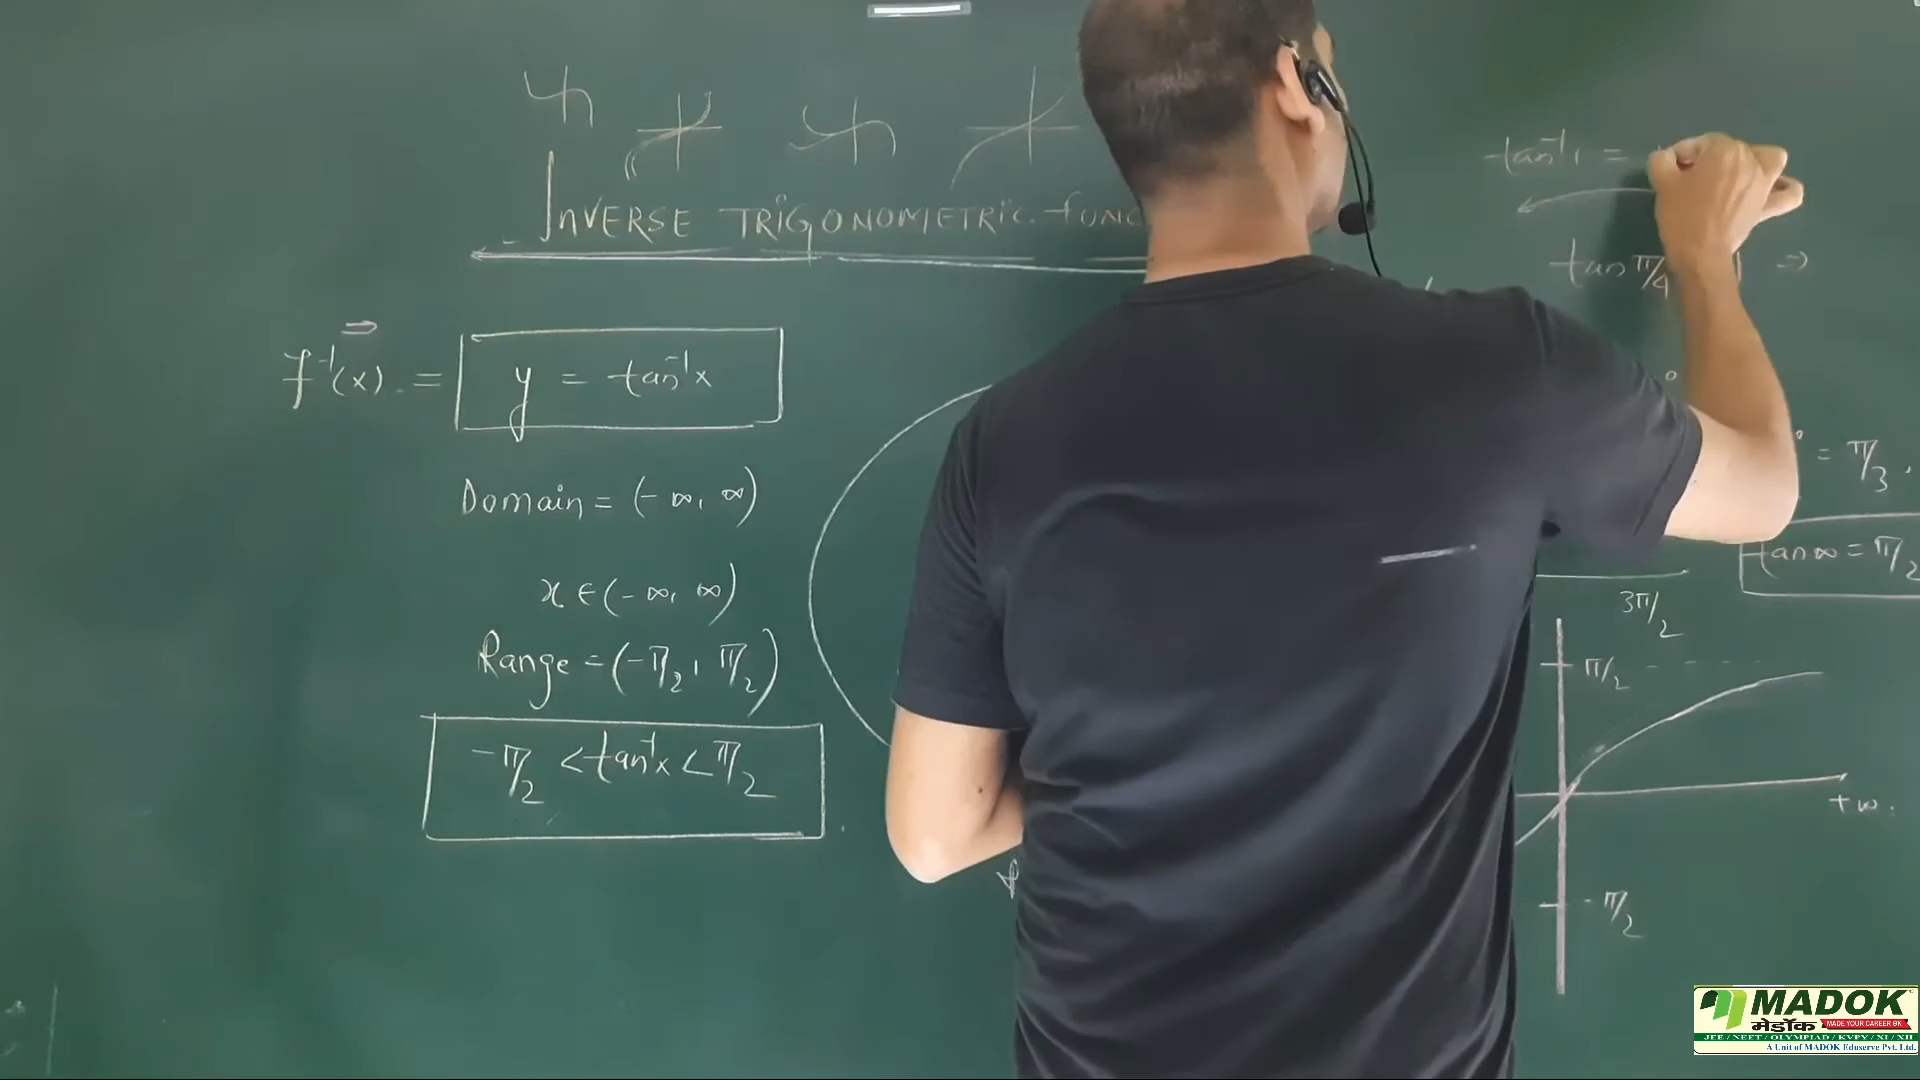 INVERSE TRIGONOMETRIC FUNC
f⁻¹(x) = y = tan⁻¹x
Domain = (-∞, ∞)
x ∈ (-∞, ∞)
Range = (-π/2, π/2)
-π/2 < tan⁻¹x < π/2
tan⁻¹1 =
tan π/4 1 ⇒
= π/3
tan∞ = π/2
3π/2
π/2
+∞
-π/2
MADOK
मेडॉक MADE YOUR CAREER OK
JEE / NEET / OLYMPIAD / KVPY / XI / XII
A Unit of MADOK Eduserve Pvt. Ltd.